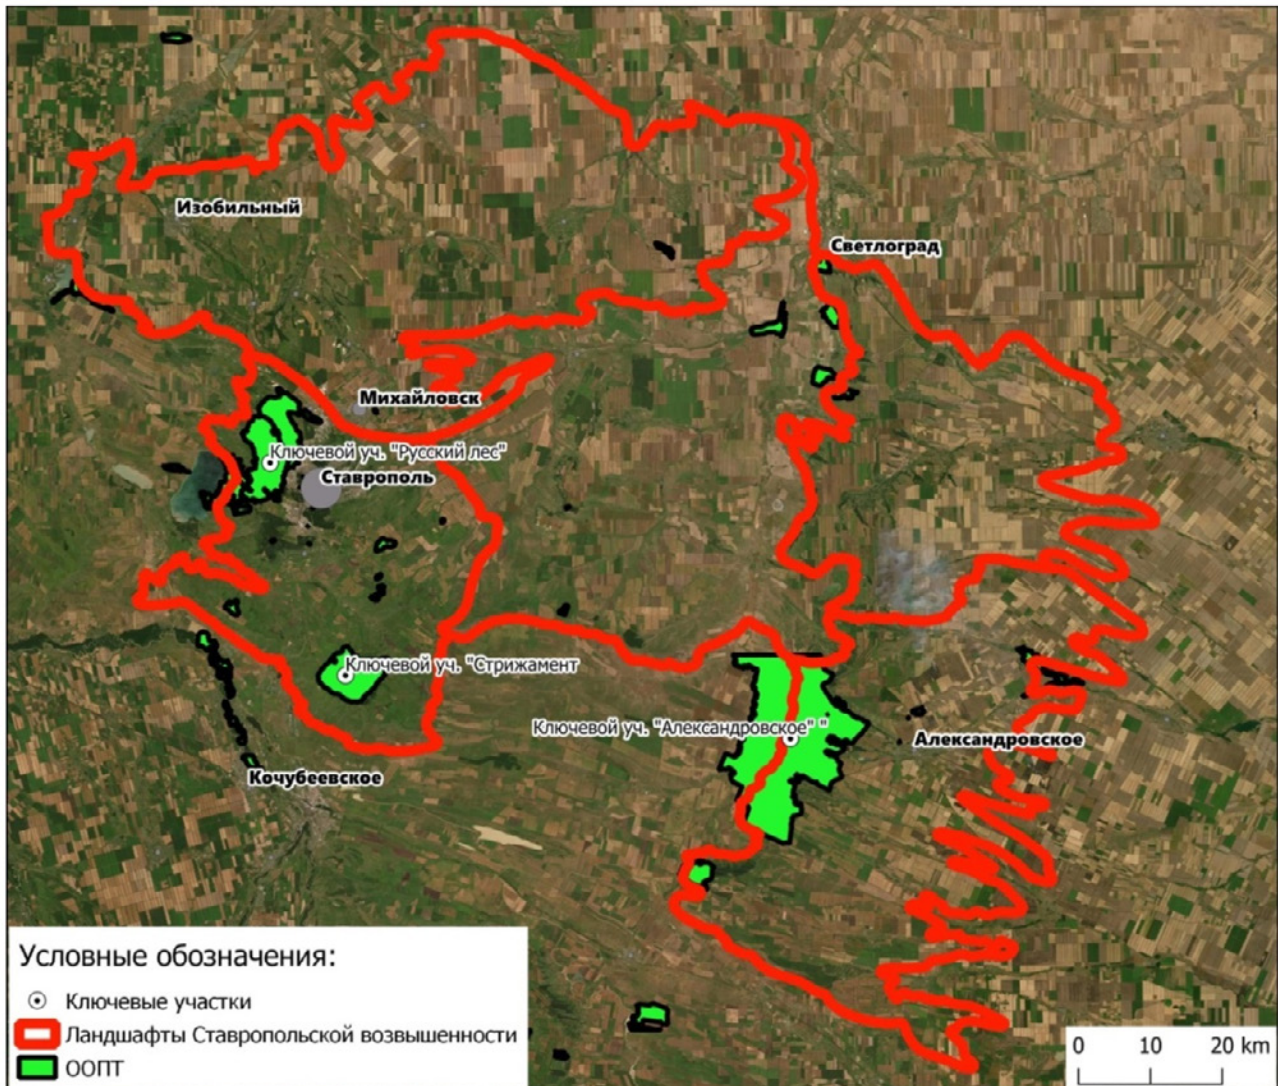 Изобильный
Светлоград
Михайловск
Ключевой уч. "Русский лес"
Ставрополь
Ключевой уч. "Стрижамент
Ключевой уч. "Александровское" "
Александровское
Кочубеевское
Условные обозначения:
Ключевые участки
Ландшафты Ставропольской возвышенности
ООПТ
0 10 20 km